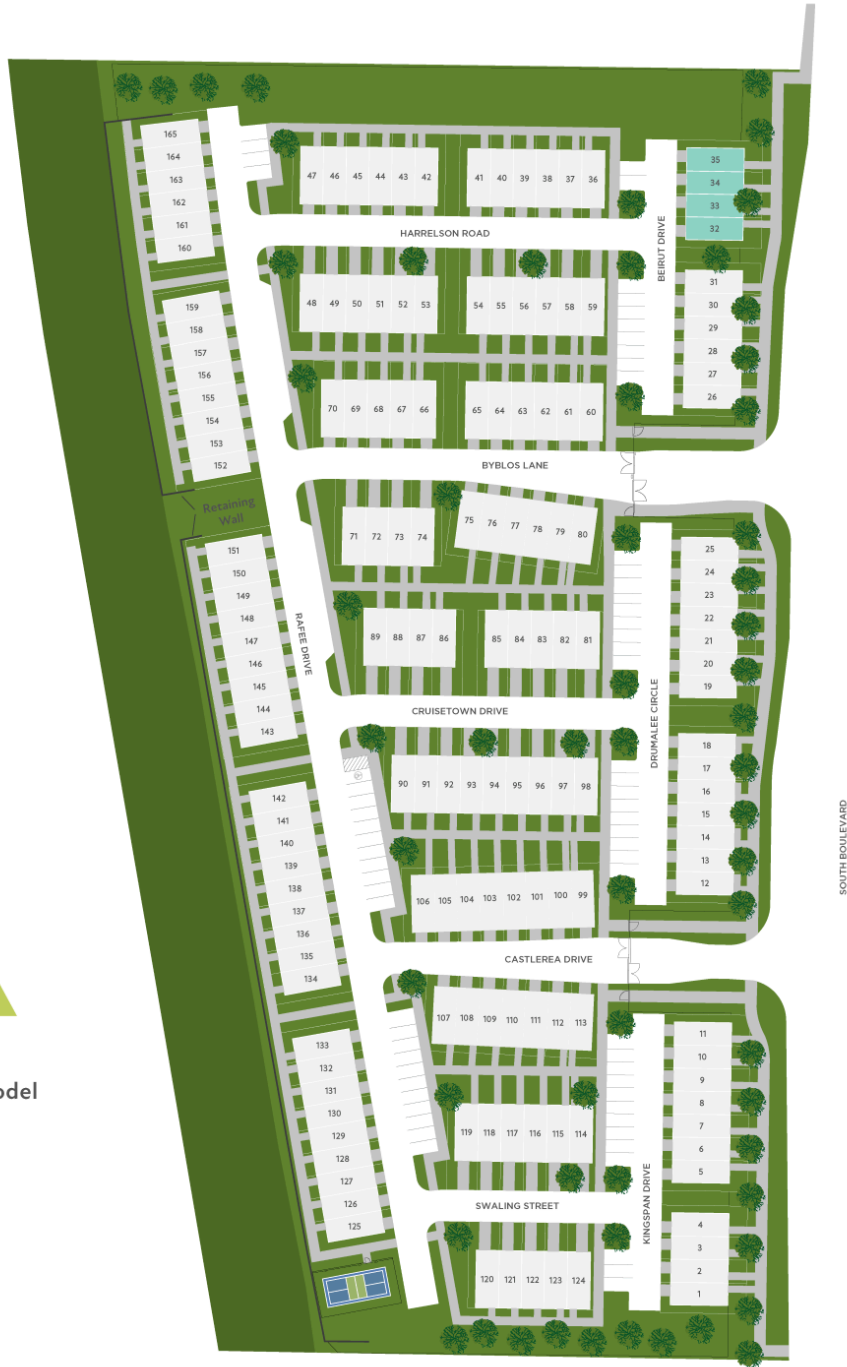 165
164
163
162
161
160
47 46 45 44 43 42
41 40 39 38 37 36
35
34
33
32
HARRELSON ROAD
BEIRUT DRIVE
48 49 50 51 52 53
54 55 56 57 58 59
31
30
29
28
27
26
159
158
157
156
155
154
153
152
70 69 68 67 66
65 64 63 62 61 60
BYBLOS LANE
Retaining
Wall
71 72 73 74
75 76 77 78 79 80
25
24
23
22
21
20
19
151
150
149
148
147
146
145
144
143
RAFEE DRIVE
89 88 87 86
85 84 83 82 81
CRUISETOWN DRIVE
DRUMALEE CIRCLE
18
17
16
15
14
13
12
90 91 92 93 94 95 96 97 98
142
141
140
139
138
137
136
135
134
SOUTH BOULEVARD
106 105 104 103 102 101 100 99
CASTLEREA DRIVE
107 108 109 110 111 112 113
11
10
9
8
7
6
5
133
132
131
130
129
128
127
126
125
odel
119 118 117 116 115 114
SWALING STREET
KINGSPAN DRIVE
4
3
2
1
120 121 122 123 124